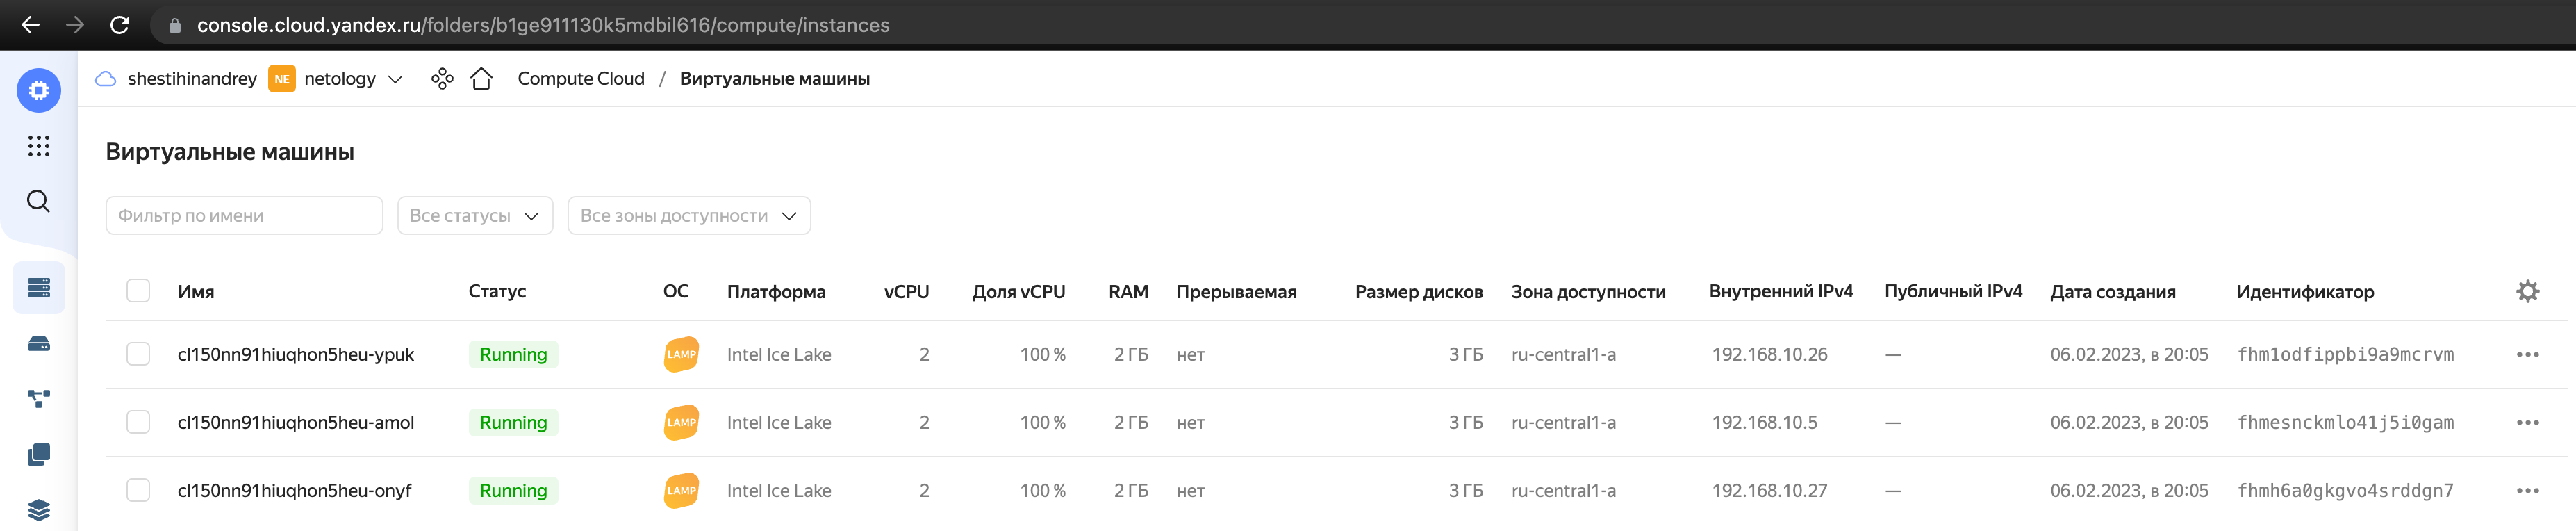 console.cloud.yandex.ru/folders/b1ge911130k5mdbil616/compute/instances
shestihinandrey NE netology Compute Cloud / Виртуальные машины
Виртуальные машины
Фильтр по имени Все статусы Все зоны доступности
Имя Статус ОС Платформа vCPU Доля vCPU RAM Прерываемая Размер дисков Зона доступности Внутренний IPv4 Публичный IPv4 Дата создания Идентификатор
cl150nn91hiuqhon5heu-ypuk Running LAMP Intel Ice Lake 2 100 % 2 ГБ нет 3 ГБ ru-central1-a 192.168.10.26 — 06.02.2023, в 20:05 fhm1odfippbi9a9mcrvm
cl150nn91hiuqhon5heu-amol Running LAMP Intel Ice Lake 2 100 % 2 ГБ нет 3 ГБ ru-central1-a 192.168.10.5 — 06.02.2023, в 20:05 fhmesnckmlo41j5i0gam
cl150nn91hiuqhon5heu-onyf Running LAMP Intel Ice Lake 2 100 % 2 ГБ нет 3 ГБ ru-central1-a 192.168.10.27 — 06.02.2023, в 20:05 fhmh6a0gkgvo4srddgn7